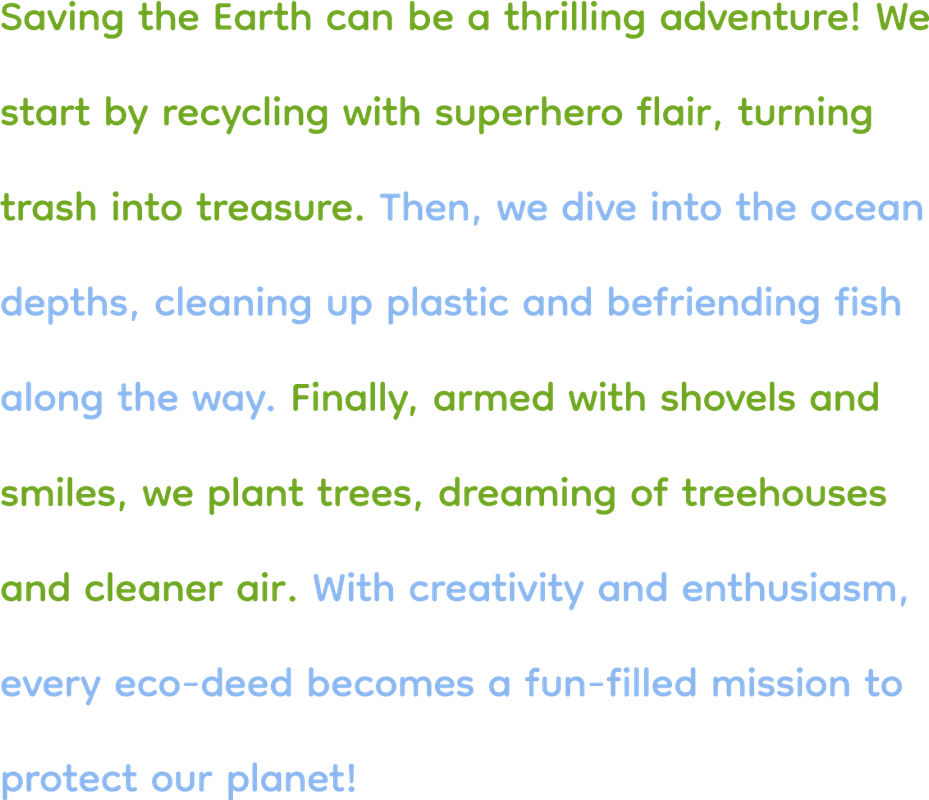 Saving the Earth can be a thrilling adventure! We
start by recycling with superhero flair, turning
trash into treasure. Then, we dive into the ocean
depths, cleaning up plastic and befriending fish
along the way. Finally, armed with shovels and
smiles, we plant trees, dreaming of treehouses
and cleaner air. With creativity and enthusiasm,
every eco-deed becomes a fun-filled mission to
protect our planet!